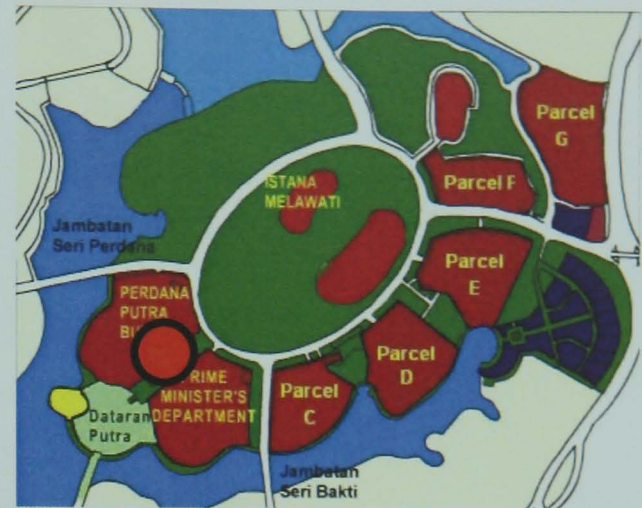 Parcel
G
ISTANA
MELAWATI
Parcel F
Jambatan
Seri Perdana
Parcel
E
PERDANA
PUTRA
Parcel
D
PRIME
MINISTER'S
DEPARTMENT
Parcel
C
Dataran
Putra
Jambatan
Seri Bakti